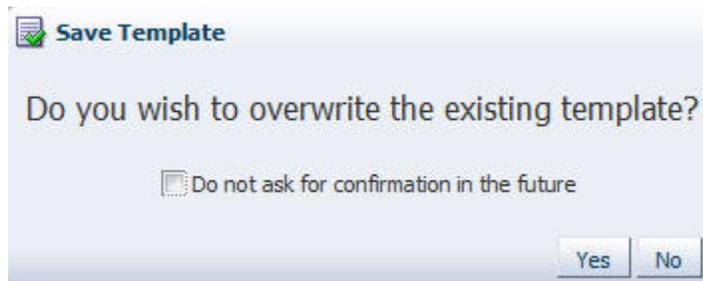 Save Template
Do you wish to overwrite the existing template?
Do not ask for confirmation in the future
Yes No